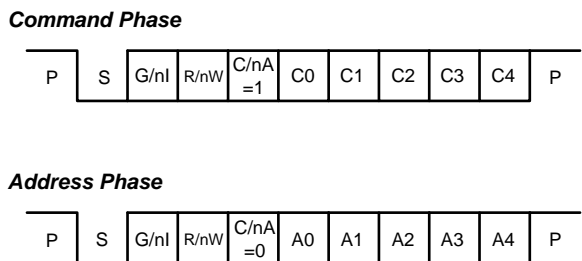 Command Phase
P S G/nI R/nW C/nA =1 C0 C1 C2 C3 C4 P
Address Phase
P S G/nI R/nW C/nA =0 A0 A1 A2 A3 A4 P